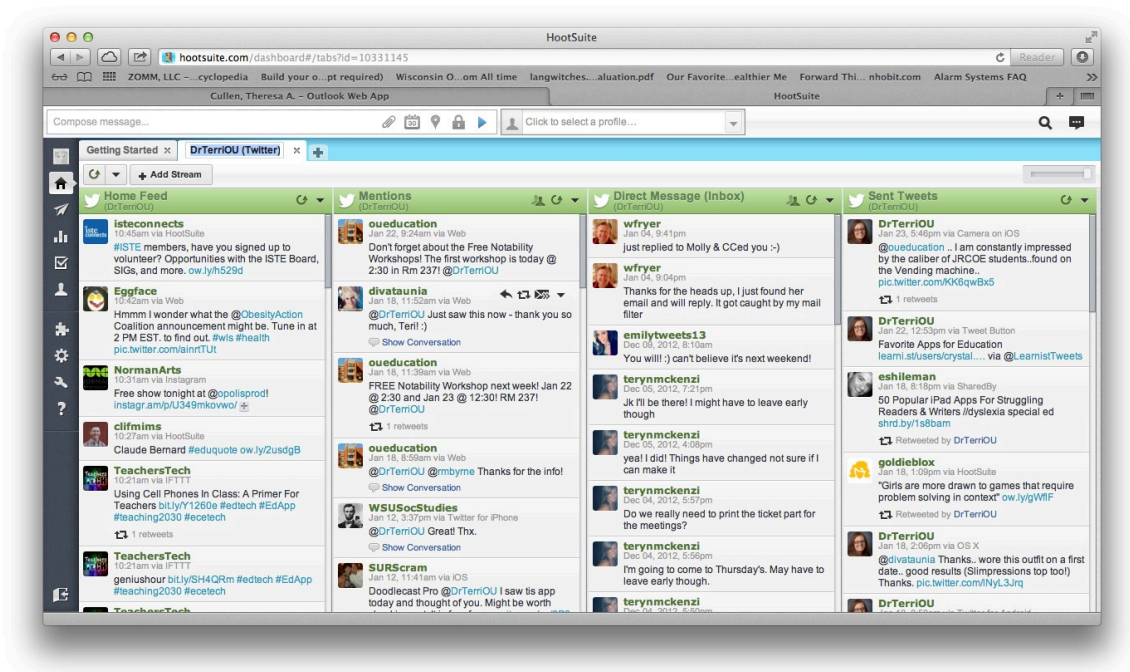 HootSuite
hootsuite.com/dashboard#/tabs?id=10331145
Reader
ZOMM, LLC – ...cyclopedia Build your o...pt required) Wisconsin O...om All time langwitches....aluation.pdf Our Favorite...ealthier Me Forward Thi... nhobit.com Alarm Systems FAQ
Cullen, Theresa A. – Outlook Web App
HootSuite
Compose message...
30
Click to select a profile...
Getting Started
DrTerriOU (Twitter)
Add Stream
Home Feed
(DrTerriOU)
isteconnects
10:45am via HootSuite
#ISTE members, have you signed up to
volunteer? Opportunities with the ISTE Board,
SIGs, and more. ow.ly/h529d
Eggface
10:42am via Web
Hmmm I wonder what the @ObesityAction
Coalition announcement might be. Tune in at
2 PM EST. to find out. #wls #health
pic.twitter.com/ainrtTUt
NormanArts
10:31am via Instagram
Free show tonight at @opolisprod!
instagr.am/p/U349mkovwo/
clifmims
10:27am via HootSuite
Claude Bernard #eduquote ow.ly/2usdgB
TeachersTech
10:21am via IFTTT
Using Cell Phones In Class: A Primer For
Teachers bit.ly/Y1260e #edtech #EdApp
#teaching2030 #ecetech
1 retweets
TeachersTech
10:21am via IFTTT
geniushour bit.ly/SH4QRm #edtech #EdApp
#teaching2030 #ecetech
TeachersTech
Mentions
(DrTerriOU)
oueducation
Jan 22, 9:24am via Web
Don't forget about the Free Notability
Workshops! The first workshop is today @
2:30 in Rm 237! @DrTerriOU
divataunia
Jan 18, 11:52am via Web
@DrTerriOU Just saw this now - thank you so
much, Teri! :)
Show Conversation
oueducation
Jan 18, 11:39am via Web
FREE Notability Workshop next week! Jan 22
@ 2:30 and Jan 23 @ 12:30! RM 237!
@DrTerriOU
1 retweets
oueducation
Jan 18, 8:59am via Web
@DrTerriOU @rmbyrne Thanks for the info!
Show Conversation
WSUSocStudies
Jan 12, 3:37pm via Twitter for iPhone
@DrTerriOU Great! Thx.
Show Conversation
SURScram
Jan 12, 11:41am via iOS
Doodlecast Pro @DrTerriOU I saw tis app
today and thought of you. Might be worth
Direct Message (Inbox)
(DrTerriOU)
wfryer
Jan 04, 9:41pm
just replied to Molly & CCed you :-)
wfryer
Jan 04, 9:04pm
Thanks for the heads up, I just found her
email and will reply. It got caught by my mail
filter
emilytweets13
Dec 09, 2012, 8:10am
You will! :) can't believe it's next weekend!
terynmckenzi
Dec 05, 2012, 7:21pm
Jk I'll be there! I might have to leave early
though
terynmckenzi
Dec 05, 2012, 4:08pm
yea! I did! Things have changed not sure if I
can make it
terynmckenzi
Dec 04, 2012, 5:57pm
Do we really need to print the ticket part for
the meetings?
terynmckenzi
Dec 04, 2012, 5:56pm
I'm going to come to Thursday's. May have to
leave early though.
terynmckenzi
Dec 04, 2012, 5:50pm
Sent Tweets
(DrTerriOU)
DrTerriOU
Jan 23, 5:46pm via Camera on iOS
@oueducation .. I am constantly impressed
by the caliber of JRCOE students..found on
the Vending machine..
pic.twitter.com/KK6qwBx5
1 retweets
DrTerriOU
Jan 22, 12:53pm via Tweet Button
Favorite Apps for Education
learni.st/users/crystal.... via @LearnistTweets
eshileman
Jan 18, 8:18pm via SharedBy
50 Popular iPad Apps For Struggling
Readers & Writers //dyslexia special ed
shrd.by/1s8bam
Retweeted by DrTerriOU
goldieblox
Jan 18, 1:09pm via HootSuite
"Girls are more drawn to games that require
problem solving in context" ow.ly/gWfiF
Retweeted by DrTerriOU
DrTerriOU
Jan 18, 2:06pm via OS X
@divataunia Thanks.. wore this outfit on a first
date.. good results (Slimpressions top too!)
Thanks. pic.twitter.com/lNyL3Jrq
DrTerriOU